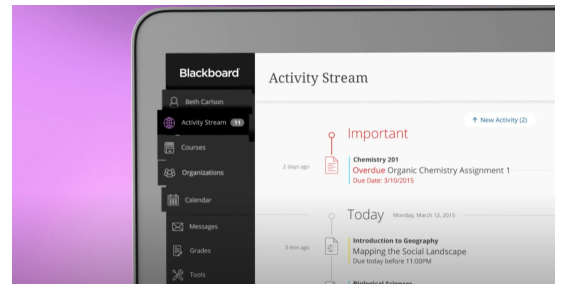 Blackboard
Beth Carlson
Activity Stream 11
Courses
Organizations
Calendar
Messages
Grades
Tools
Activity Stream
↑ New Activity (2)
Important
2 days ago
Chemistry 201
Overdue Organic Chemistry Assignment 1
Due Date: 3/10/2015
Today Monday, March 12, 2015
3 min ago
Introduction to Geography
Mapping the Social Landscape
Due today before 11:00PM
Biological Sciences